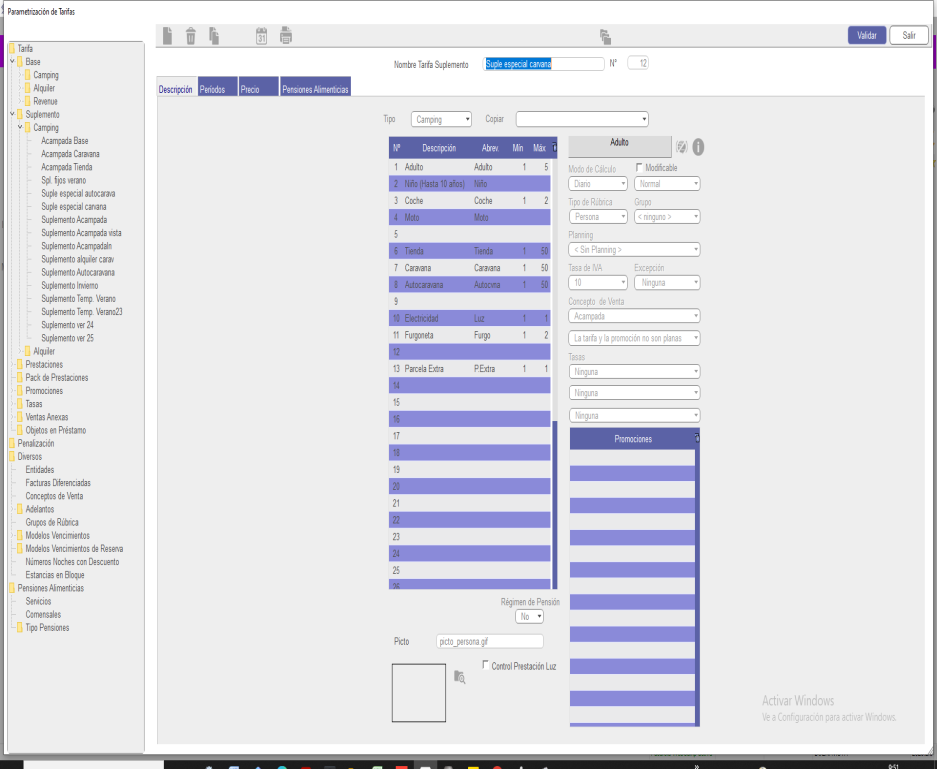 Parametrización de Tarifas
31
Validar
Salir
Tarifa
Base
Camping
Alquiler
Revenue
Suplemento
Camping
Acampada Base
Acampada Caravana
Acampada Tienda
Spl. fijos verano
Suple especial autocarava
Suple especial carvana
Suplemento Acampada
Suplemento Acampada vista
Suplemento AcampadaIn
Suplemento alquiler carav
Suplemento Autocaravana
Suplemento Invierno
Suplemento Temp. Verano
Suplemento Temp. Verano23
Suplemento ver 24
Suplemento ver 25
Alquiler
Prestaciones
Pack de Prestaciones
Promociones
Tasas
Ventas Anexas
Objetos en Préstamo
Penalización
Diversos
Entidades
Facturas Diferenciadas
Conceptos de Venta
Adelantos
Grupos de Rúbrica
Modelos Vencimientos
Modelos Vencimientos de Reserva
Números Noches con Descuento
Estancias en Bloque
Pensiones Alimenticias
Servicios
Comensales
Tipo Pensiones
Nombre Tarifa Suplemento Suple especial carvana Nº 12
Descripción Periodos Precio Pensiones Alimenticias
Tipo Camping Copiar
Nº Descripción Abrev. Mín Máx
1 Adulto Adulto 1 5
2 Niño (Hasta 10 años) Niño
3 Coche Coche 1 2
4 Moto Moto
5
6 Tienda Tienda 1 50
7 Caravana Caravana 1 50
8 Autocaravana Autocvna 1 50
9
10 Electricidad Luz 1 1
11 Furgoneta Furgo 1 2
12
13 Parcela Extra P.Extra 1 1
14
15
16
17
18
19
20
21
22
23
24
25
26
Régimen de Pensión
No
Picto picto_persona.gif
Control Prestación Luz
Adulto
Modo de Cálculo Modificable
Diario Normal
Tipo de Rúbrica Grupo
Persona < ninguno >
Planning
< Sin Planning >
Tasa de IVA Excepción
10 Ninguna
Concepto de Venta
Acampada
La tarifa y la promoción no son planas
Tasas
Ninguna
Ninguna
Ninguna
Promociones
Activar Windows
Ve a Configuración para activar Windows.
9:51